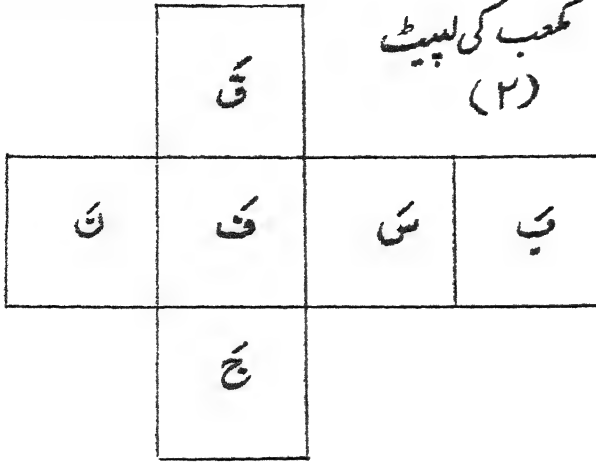 مکعب کی لپیٹ
(۲)
قَ
بَ سَ فَ نَ
جَ